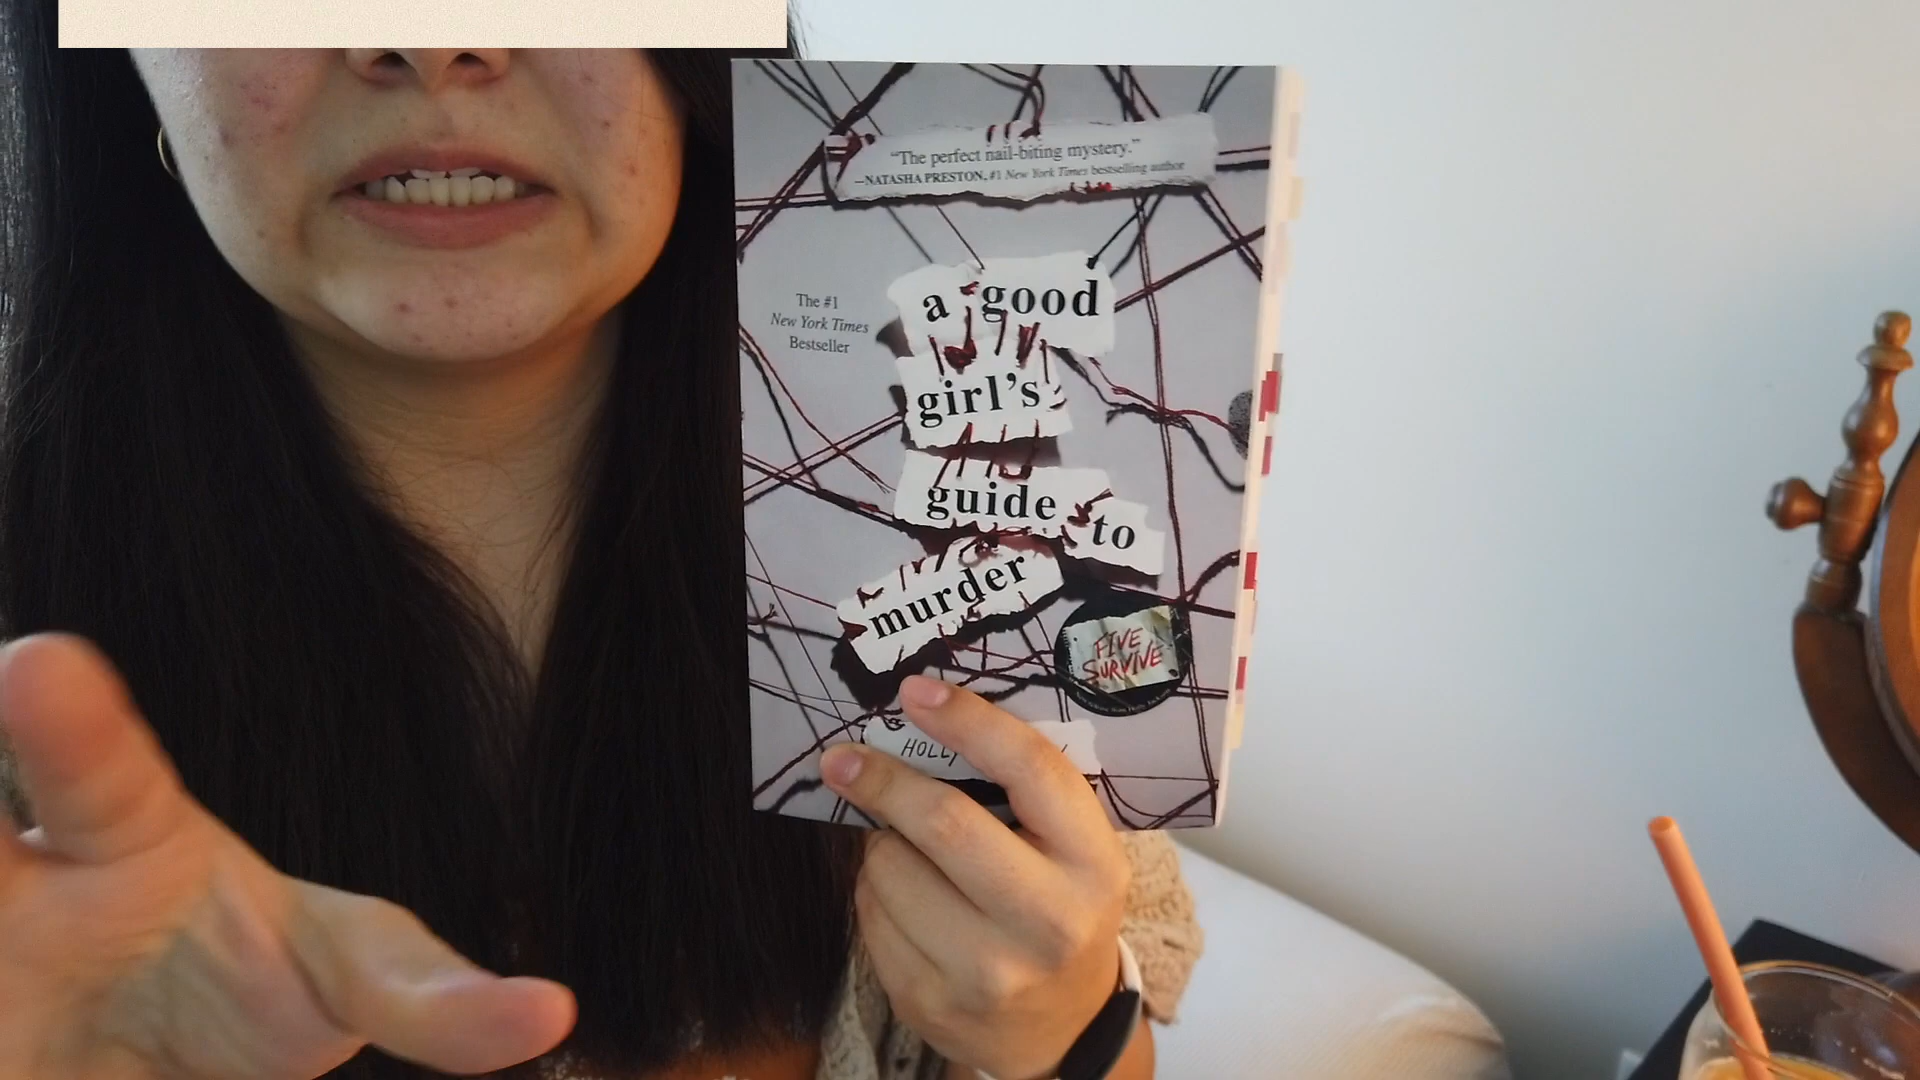 “The perfect nail-biting mystery.”
—NATASHA PRESTON, #1 New York Times bestselling author
The #1
New York Times
Bestseller
a good
girl’s
guide to
murder
FIVE
SURVIVE
HOLLY